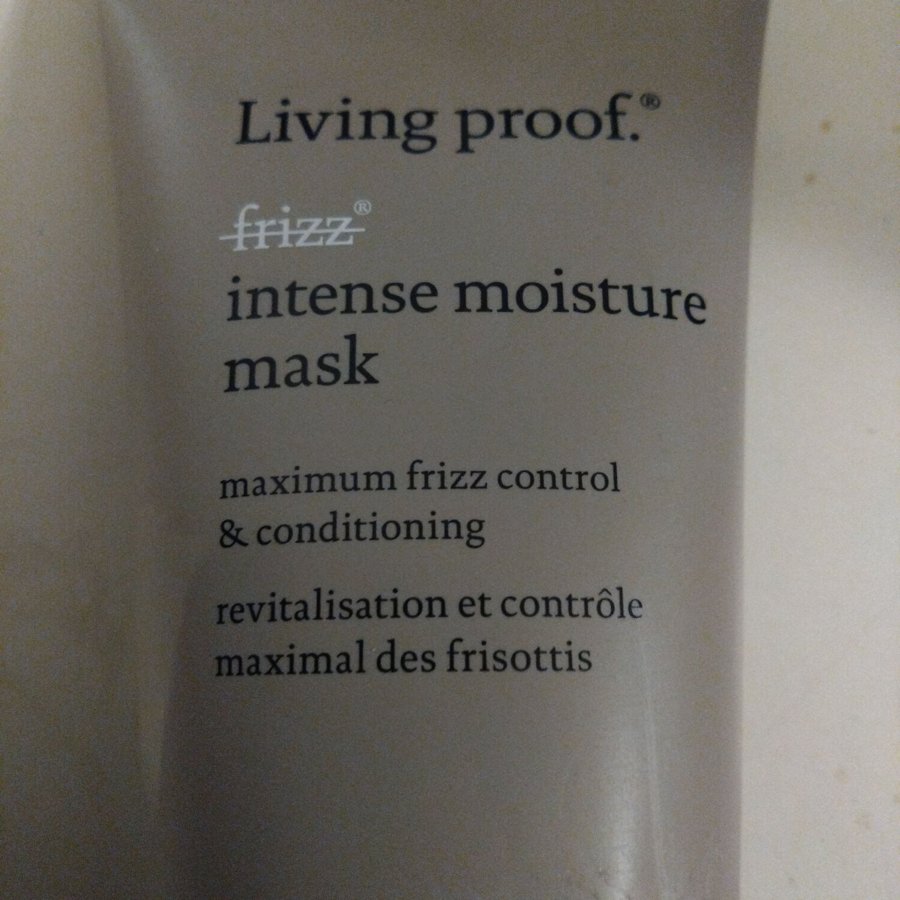 Living proof.®
frizz®
intense moisture
mask
maximum frizz control
& conditioning
revitalisation et contrôle
maximal des frisottis